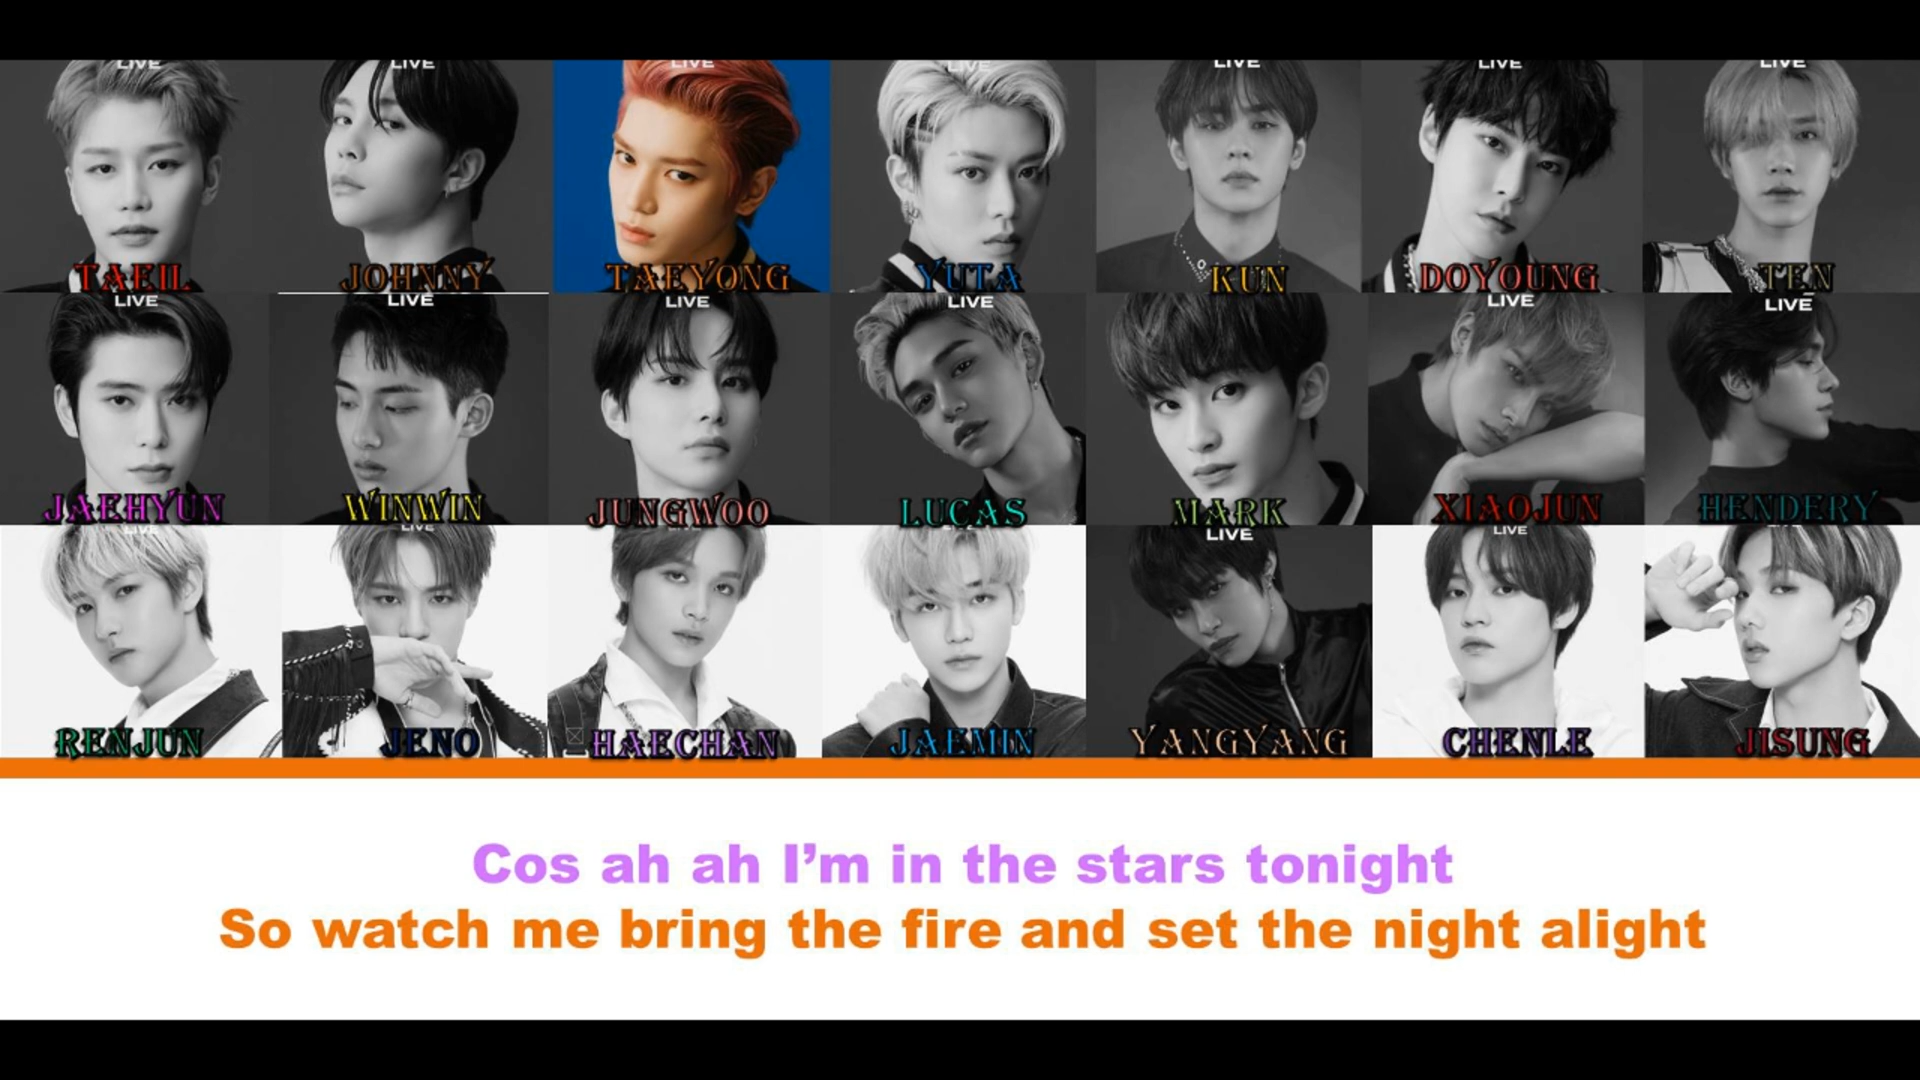 LIVE LIVE LIVE LIVE LIVE LIVE LIVE
TAEIL JOHNNY TAEYONG YUTA KUN DOYOUNG TEN
LIVE LIVE LIVE LIVE LIVE LIVE
JAEHYUN WINWIN JUNGWOO LUCAS MARK XIAOJUN HENDERY
LIVE LIVE LIVE LIVE
RENJUN JENO HAECHAN JAEMIN YANGYANG CHENLE JISUNG
Cos ah ah I’m in the stars tonight
So watch me bring the fire and set the night alight